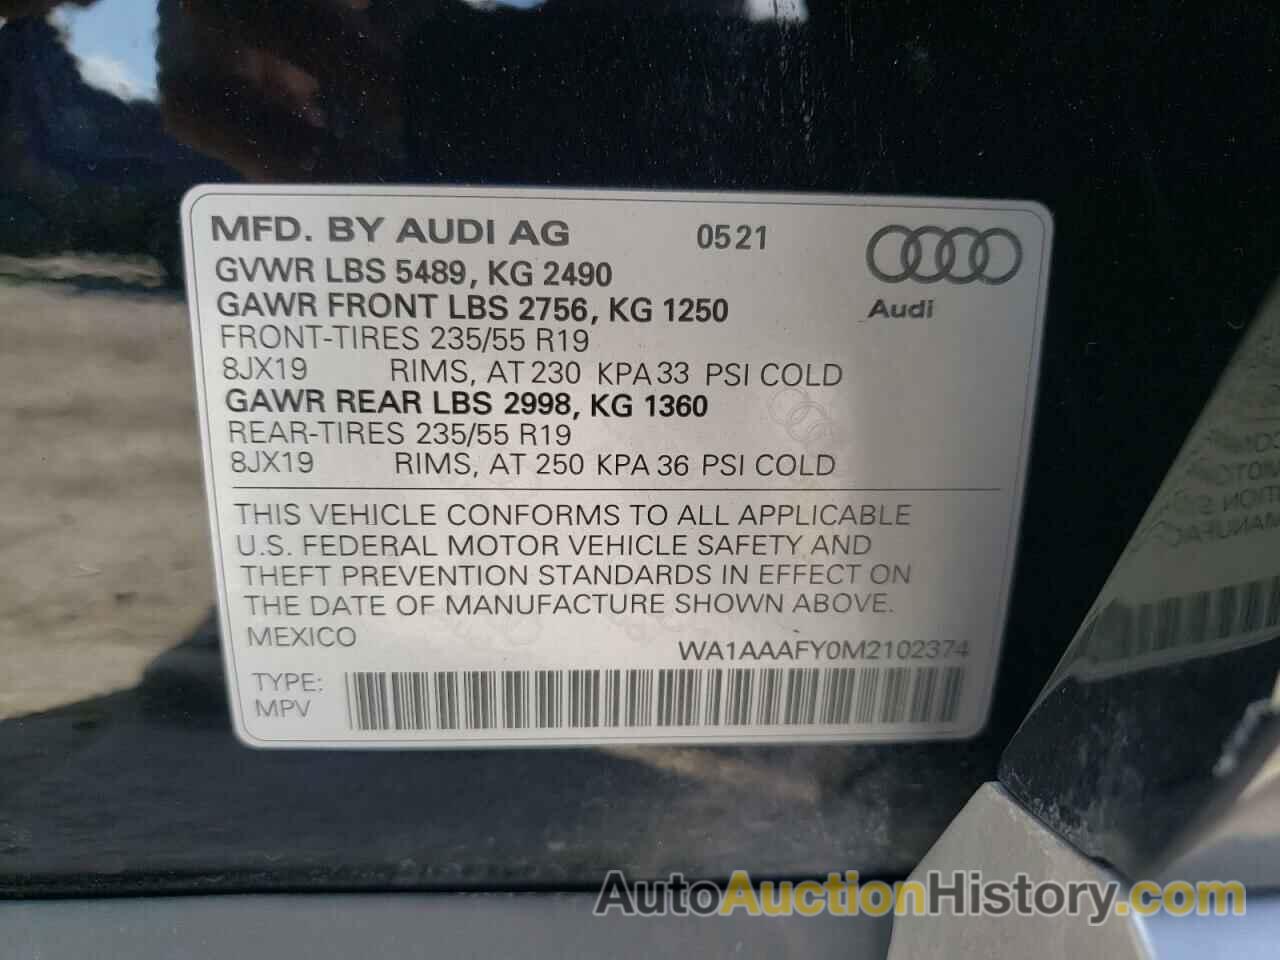 MFD. BY AUDI AG 0521
GVWR LBS 5489, KG 2490
GAWR FRONT LBS 2756, KG 1250
Audi
FRONT-TIRES 235/55 R19
8JX19 RIMS, AT 230 KPA 33 PSI COLD
GAWR REAR LBS 2998, KG 1360
REAR-TIRES 235/55 R19
8JX19 RIMS, AT 250 KPA 36 PSI COLD
THIS VEHICLE CONFORMS TO ALL APPLICABLE
U.S. FEDERAL MOTOR VEHICLE SAFETY AND
THEFT PREVENTION STANDARDS IN EFFECT ON
THE DATE OF MANUFACTURE SHOWN ABOVE.
MEXICO WA1AAAFY0M2102374
TYPE:
MPV
AutoAuctionHistory.com